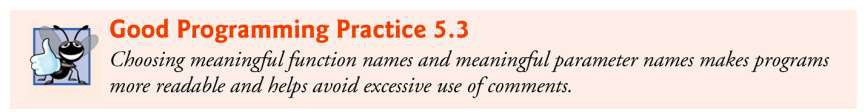 Good Programming Practice 5.3
Choosing meaningful function names and meaningful parameter names makes programs
more readable and helps avoid excessive use of comments.